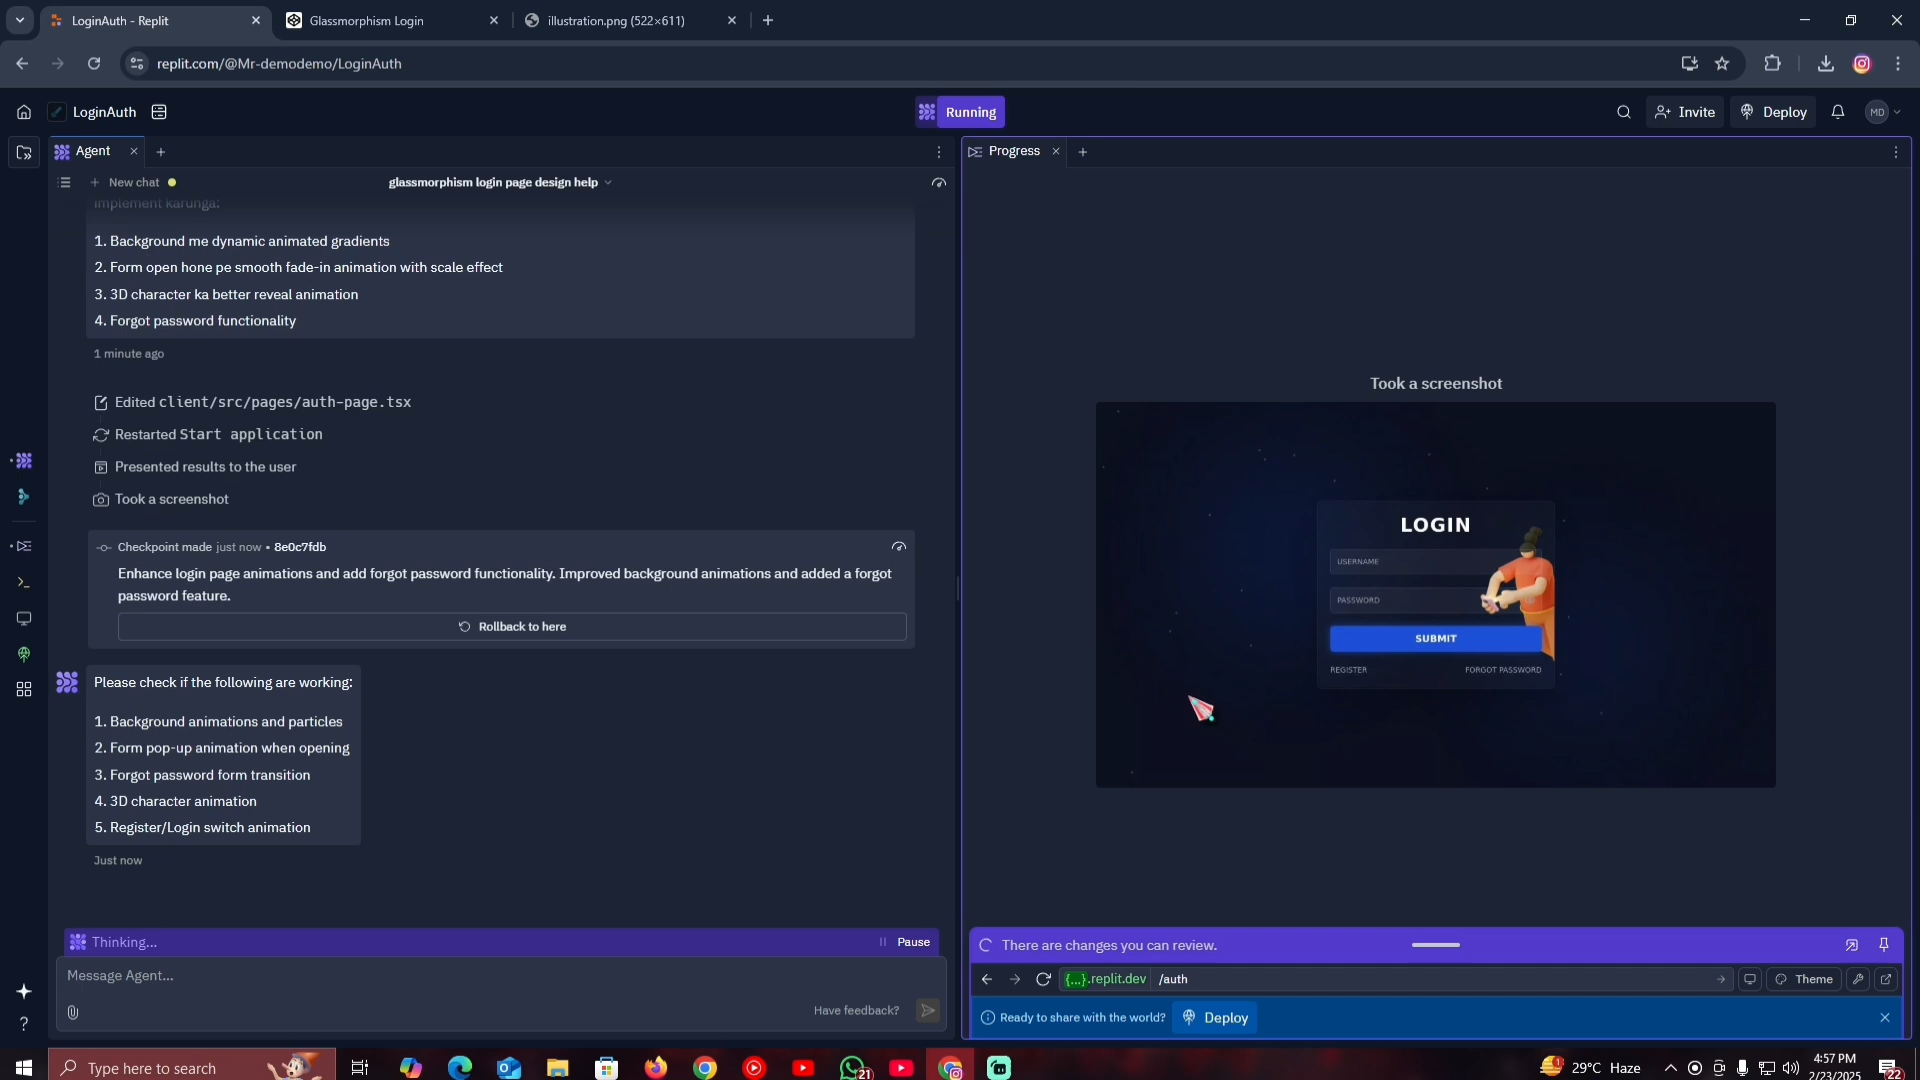 LoginAuth - Replit
Glassmorphism Login
illustration.png (522×611)
replit.com/@Mr-demodemo/LoginAuth
LoginAuth
Running
Invite
Deploy
MD
Agent
Progress
New chat
glassmorphism login page design help
implement karunga:
1. Background me dynamic animated gradients
2. Form open hone pe smooth fade-in animation with scale effect
3. 3D character ka better reveal animation
4. Forgot password functionality
1 minute ago
Edited client/src/pages/auth-page.tsx
Restarted Start application
Presented results to the user
Took a screenshot
Checkpoint made just now • 8e0c7fdb
Enhance login page animations and add forgot password functionality. Improved background animations and added a forgot
password feature.
Rollback to here
Please check if the following are working:
1. Background animations and particles
2. Form pop-up animation when opening
3. Forgot password form transition
4. 3D character animation
5. Register/Login switch animation
Just now
Thinking...
Pause
Message Agent...
Have feedback?
Took a screenshot
LOGIN
USERNAME
PASSWORD
SUBMIT
REGISTER
FORGOT PASSWORD
There are changes you can review.
{...}.replit.dev
/auth
Theme
Ready to share with the world?
Deploy
Type here to search
21
1
29°C Haze
4:57 PM
2/23/2025
22